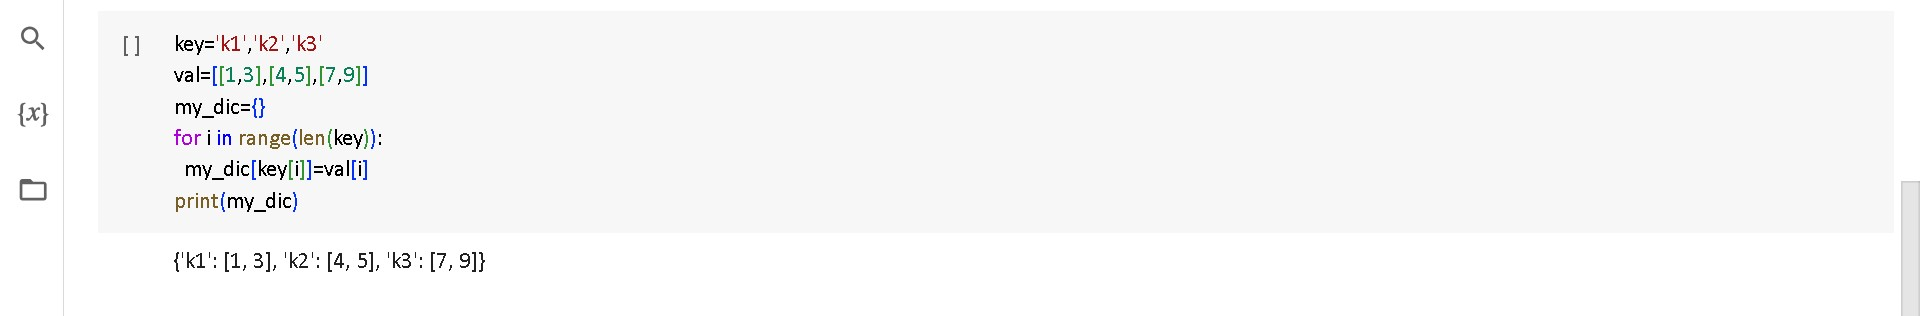 [ ]
key='k1','k2','k3'
val=[[1,3],[4,5],[7,9]]
my_dic={}
for i in range(len(key)):
  my_dic[key[i]]=val[i]
print(my_dic)
{x}
{'k1': [1, 3], 'k2': [4, 5], 'k3': [7, 9]}